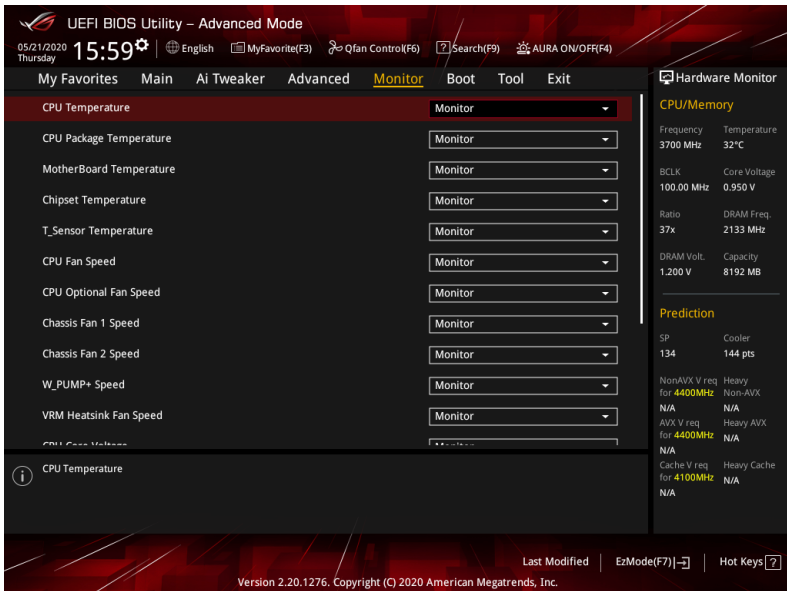 UEFI BIOS Utility – Advanced Mode
05/21/2020
Thursday
15:59
English
MyFavorite(F3)
Qfan Control(F6)
? Search(F9)
AURA ON/OFF(F4)
My Favorites Main Ai Tweaker Advanced Monitor Boot Tool Exit
Hardware Monitor
CPU Temperature Monitor
CPU Package Temperature Monitor
MotherBoard Temperature Monitor
Chipset Temperature Monitor
T_Sensor Temperature Monitor
CPU Fan Speed Monitor
CPU Optional Fan Speed Monitor
Chassis Fan 1 Speed Monitor
Chassis Fan 2 Speed Monitor
W_PUMP+ Speed Monitor
VRM Heatsink Fan Speed Monitor
CPU Core Voltage Monitor
i CPU Temperature
CPU/Memory
Frequency Temperature
3700 MHz 32°C
BCLK Core Voltage
100.00 MHz 0.950 V
Ratio DRAM Freq.
37x 2133 MHz
DRAM Volt. Capacity
1.200 V 8192 MB
Prediction
SP Cooler
134 144 pts
NonAVX V req Heavy
for 4400MHz Non-AVX
N/A N/A
AVX V req Heavy AVX
for 4400MHz N/A
N/A
Cache V req Heavy Cache
for 4100MHz N/A
N/A
Last Modified
EzMode(F7)
Hot Keys ?
Version 2.20.1276. Copyright (C) 2020 American Megatrends, Inc.